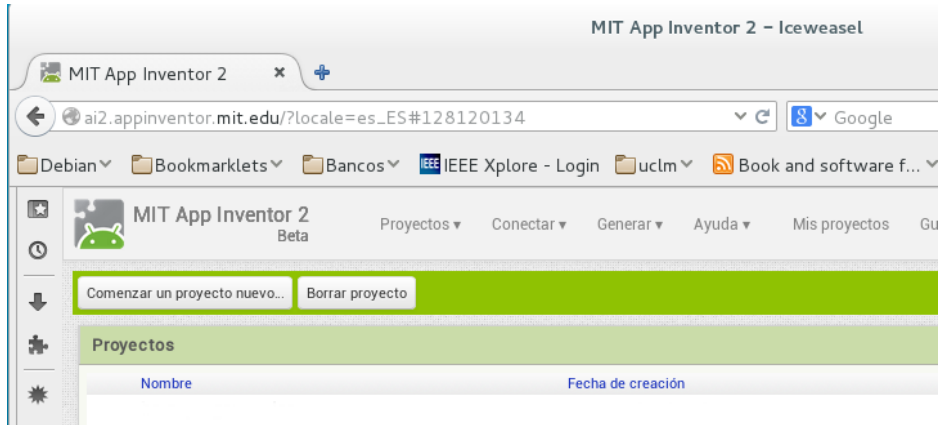 MIT App Inventor 2 – Iceweasel
MIT App Inventor 2
ai2.appinventor.mit.edu/?locale=es_ES#128120134
8 Google
Debian Bookmarklets Bancos IEEE IEEE Xplore - Login uclm Book and software f...
MIT App Inventor 2
Beta
Proyectos Conectar Generar Ayuda Mis proyectos Gu
Comenzar un proyecto nuevo... Borrar proyecto
Proyectos
Nombre Fecha de creación